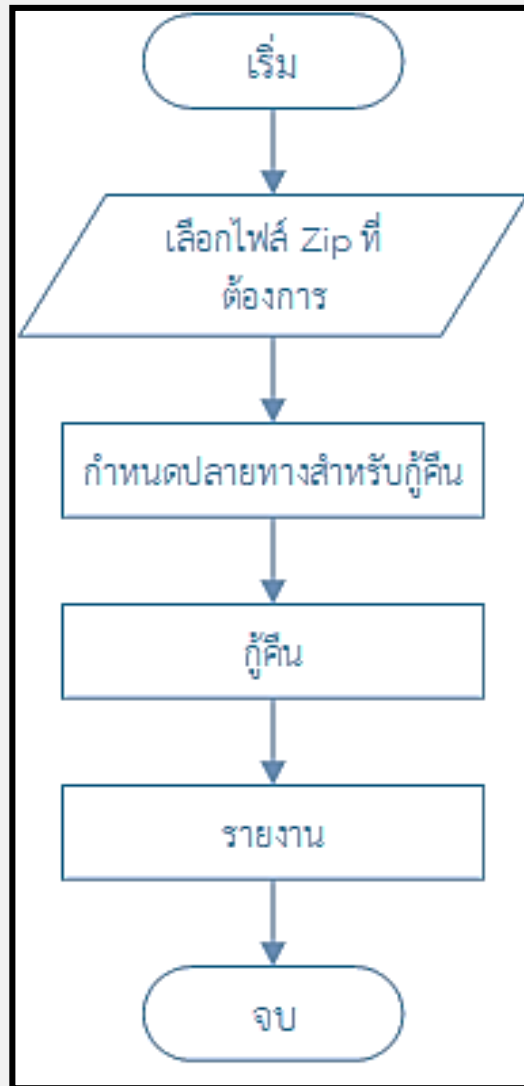 เริ่ม
เลือกไฟล์ Zip ที่
ต้องการ
กำหนดปลายทางสำหรับกู้คืน
กู้คืน
รายงาน
จบ